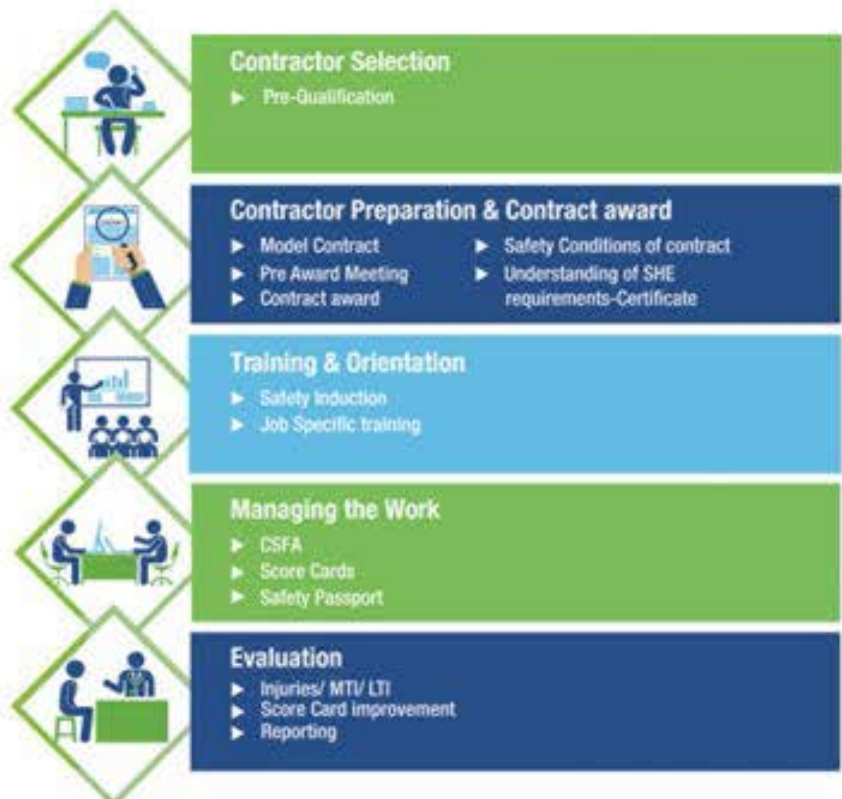 Contractor Selection
▶ Pre-Qualification
Contractor Preparation & Contract award
▶ Model Contract
▶ Pre Award Meeting
▶ Contract award
▶ Safety Conditions of contract
▶ Understanding of SHE
requirements-Certificate
Training & Orientation
▶ Safety Induction
▶ Job Specific training
Managing the Work
▶ CSFA
▶ Score Cards
▶ Safety Passport
Evaluation
▶ Injuries/ MTI/ LTI
▶ Score Card improvement
▶ Reporting